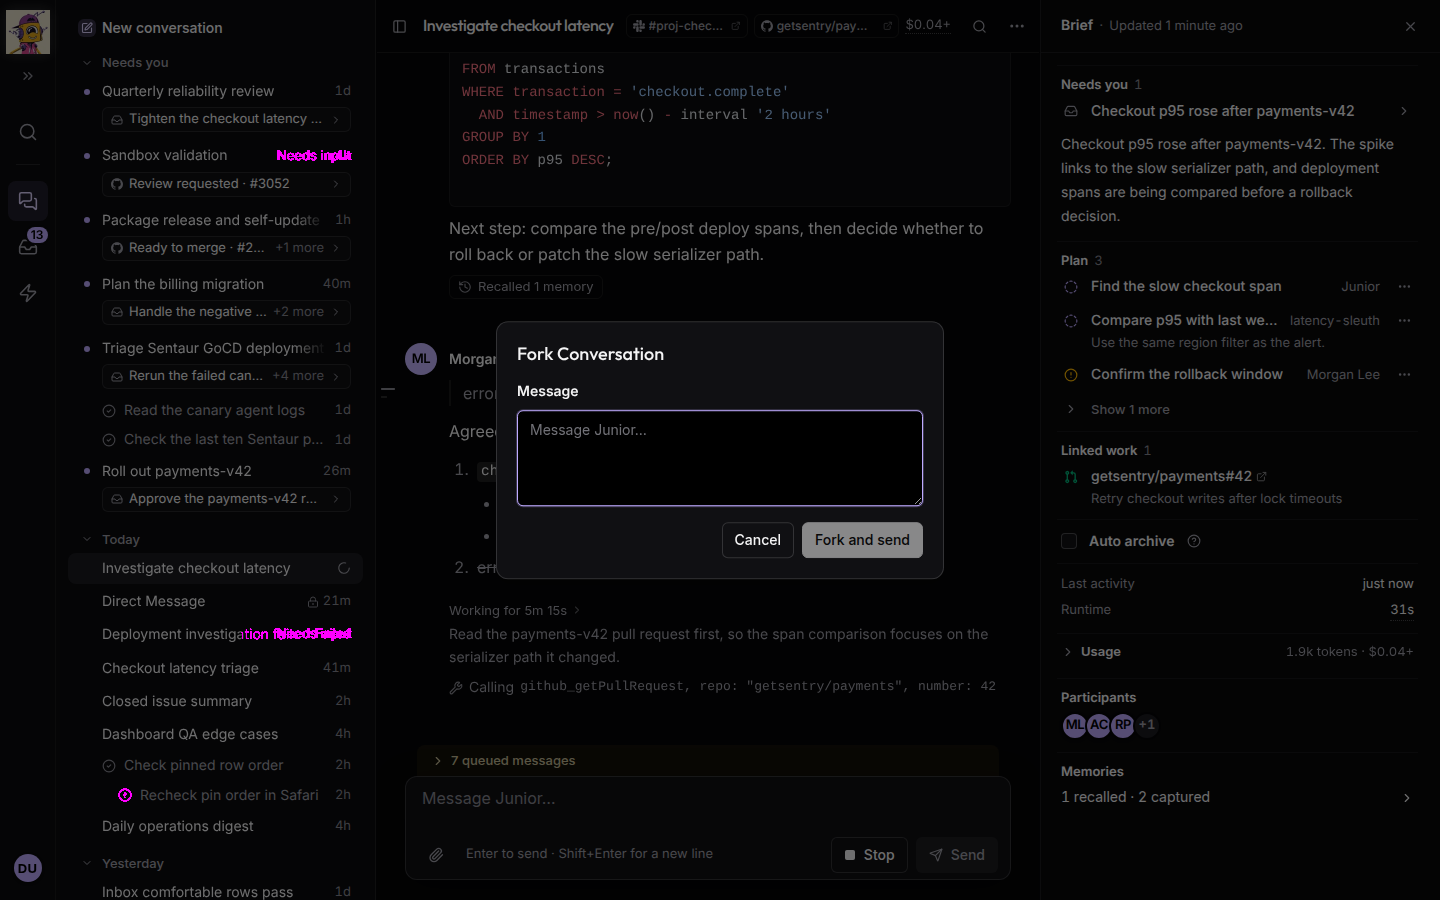 New conversation
Needs you
Quarterly reliability review 1d
Tighten the checkout latency ...
Sandbox validation
Review requested · #3052
Package release and self-update 1h
Ready to merge · #2... +1 more
Plan the billing migration 40m
Handle the negative ... +2 more
Triage Sentaur GoCD deployment 1d
Rerun the failed can... +4 more
Read the canary agent logs 1d
Check the last ten Sentaur p... 1d
Roll out payments-v42 26m
Approve the payments-v42 r...
Today
Investigate checkout latency
Direct Message 21m
Deployment investigation
Checkout latency triage 41m
Closed issue summary 2h
Dashboard QA edge cases 4h
Check pinned row order 2h
Recheck pin order in Safari 2h
Daily operations digest 4h
Yesterday
Inbox comfortable rows pass 1d
13
DU
Investigate checkout latency #proj-chec... getsentry/pay... $0.04+
FROM transactions
WHERE transaction = 'checkout.complete'
AND timestamp > now() - interval '2 hours'
GROUP BY 1
ORDER BY p95 DESC;
Next step: compare the pre/post deploy spans, then decide whether to
roll back or patch the slow serializer path.
Recalled 1 memory
ML Morgan
error
Agreed
1. ch
2. err
Fork Conversation
Message
Message Junior...
Cancel Fork and send
Working for 5m 15s
Read the payments-v42 pull request first, so the span comparison focuses on the
serializer path it changed.
Calling github_getPullRequest, repo: "getsentry/payments", number: 42
7 queued messages
Message Junior...
Enter to send · Shift+Enter for a new line
Stop Send
Brief · Updated 1 minute ago
Needs you 1
Checkout p95 rose after payments-v42
Checkout p95 rose after payments-v42. The spike
links to the slow serializer path, and deployment
spans are being compared before a rollback
decision.
Plan 3
Find the slow checkout span Junior
Compare p95 with last we... latency-sleuth
Use the same region filter as the alert.
Confirm the rollback window Morgan Lee
Show 1 more
Linked work 1
getsentry/payments#42
Retry checkout writes after lock timeouts
Auto archive
Last activity just now
Runtime 31s
Usage 1.9k tokens · $0.04+
Participants
ML AC RP +1
Memories
1 recalled · 2 captured